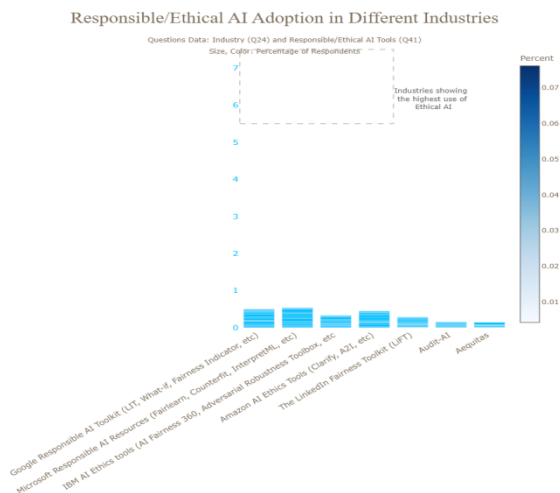 Responsible/Ethical AI Adoption in Different Industries
Questions Data: Industry (Q24) and Responsible/Ethical AI Tools (Q41)
Size, Color: Percentage of Respondents
Percent
7
6
5
4
3
2
1
0
Industries showing
the highest use of
Ethical AI
0.07
0.06
0.05
0.04
0.03
0.02
0.01
Google Responsible AI Toolkit (LIT, What-if, Fairness Indicator, etc)
Microsoft Responsible AI Resources (Fairlearn, Counterfit, InterpretML, etc)
IBM AI Ethics tools (AI Fairness 360, Adversarial Robustness Toolbox, etc
Amazon AI Ethics Tools (Clarify, A2I, etc)
The LinkedIn Fairness Toolkit (LiFT)
Audit-AI
Aequitas